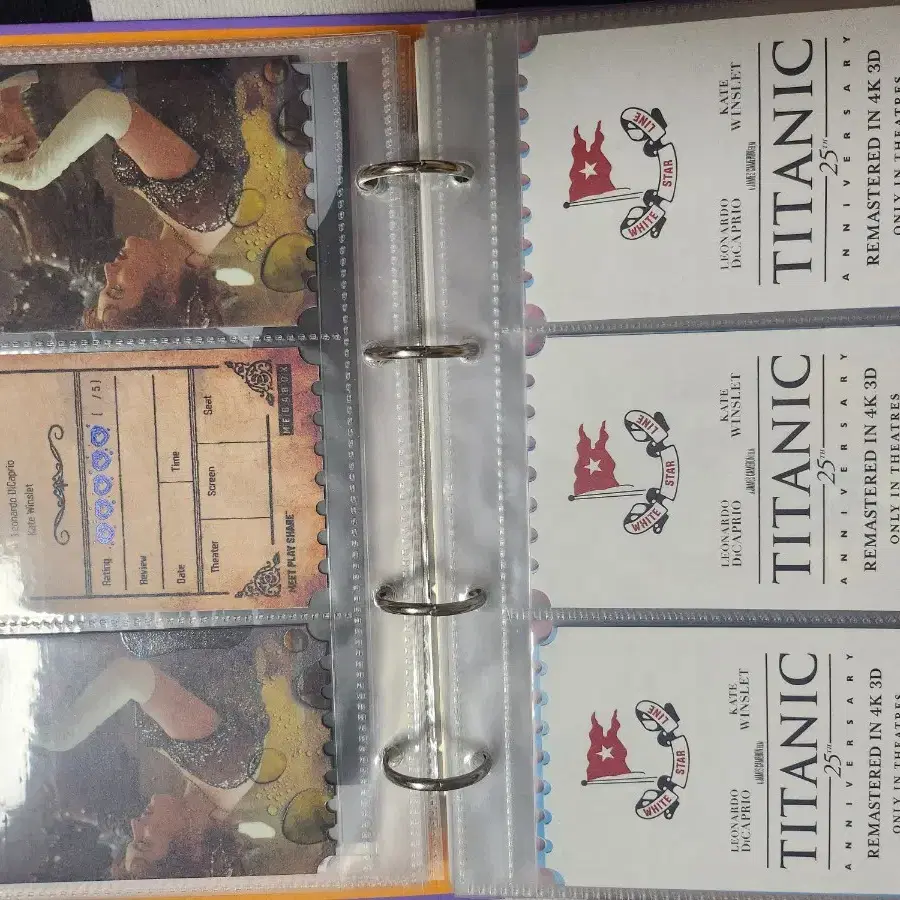 Leonardo DiCaprio
Kate Winslet
Rating ( /5)
Review
Date Time
Theater Screen Seat
MEET PLAY SHARE
MEGABOX
WHITE STAR LINE
LEONARDO DiCAPRIO
KATE WINSLET
TITANIC
25TH
ANNIVERSARY
REMASTERED IN 4K 3D
ONLY IN THEATRES
WHITE STAR LINE
LEONARDO DiCAPRIO
KATE WINSLET
TITANIC
25TH
ANNIVERSARY
REMASTERED IN 4K 3D
ONLY IN THEATRES
WHITE STAR LINE
LEONARDO DiCAPRIO
KATE WINSLET
TITANIC
25TH
ANNIVERSARY
REMASTERED IN 4K 3D
ONLY IN THEATRES